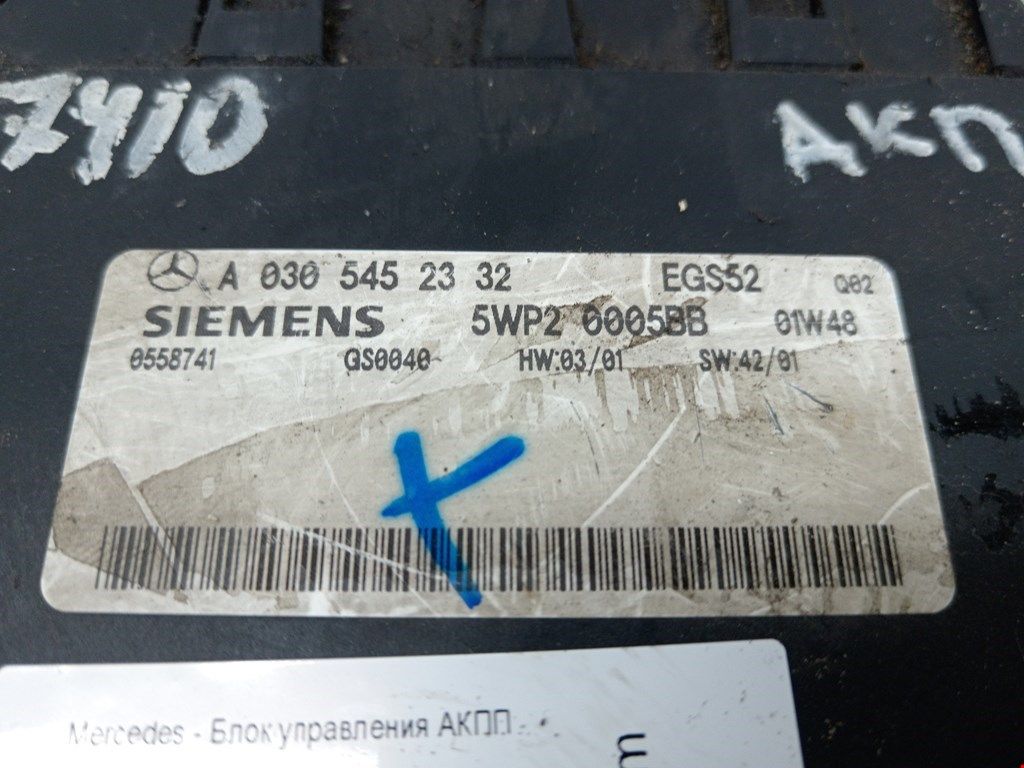 7410
АКП
A 030 545 23 32 EGS52 Q02
SIEMENS 5WP2 0005BB 01W48
0558741 GS0040 HW:03/01 SW:42/01
Mercedes - Блок управления АКПП
m